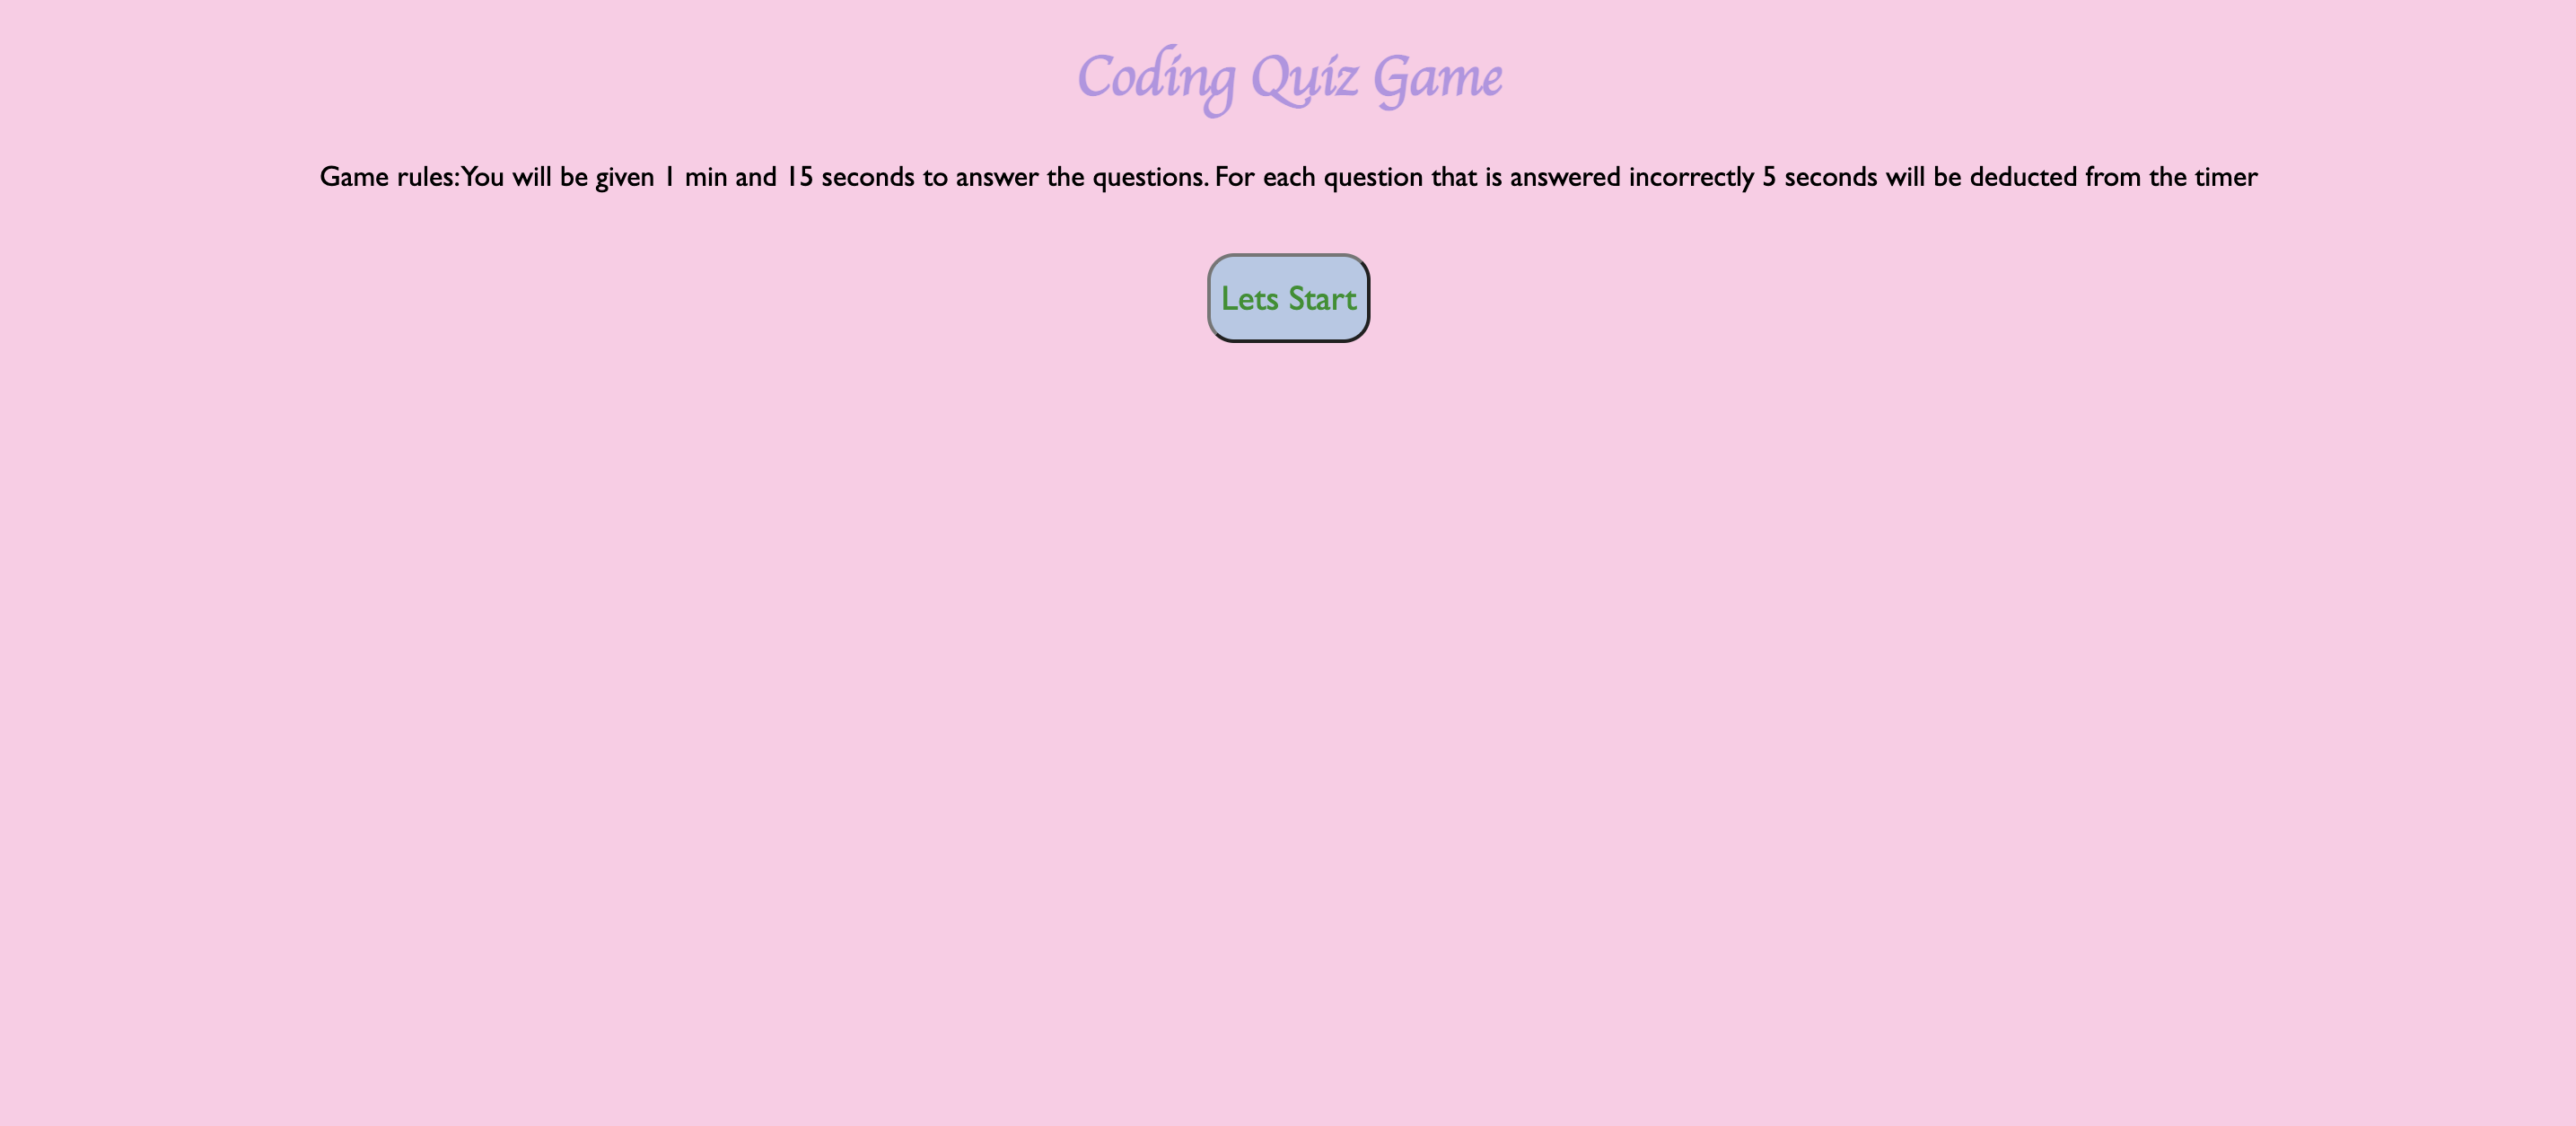 Coding Quiz Game
Game rules:You will be given 1 min and 15 seconds to answer the questions. For each question that is answered incorrectly 5 seconds will be deducted from the timer
Lets Start